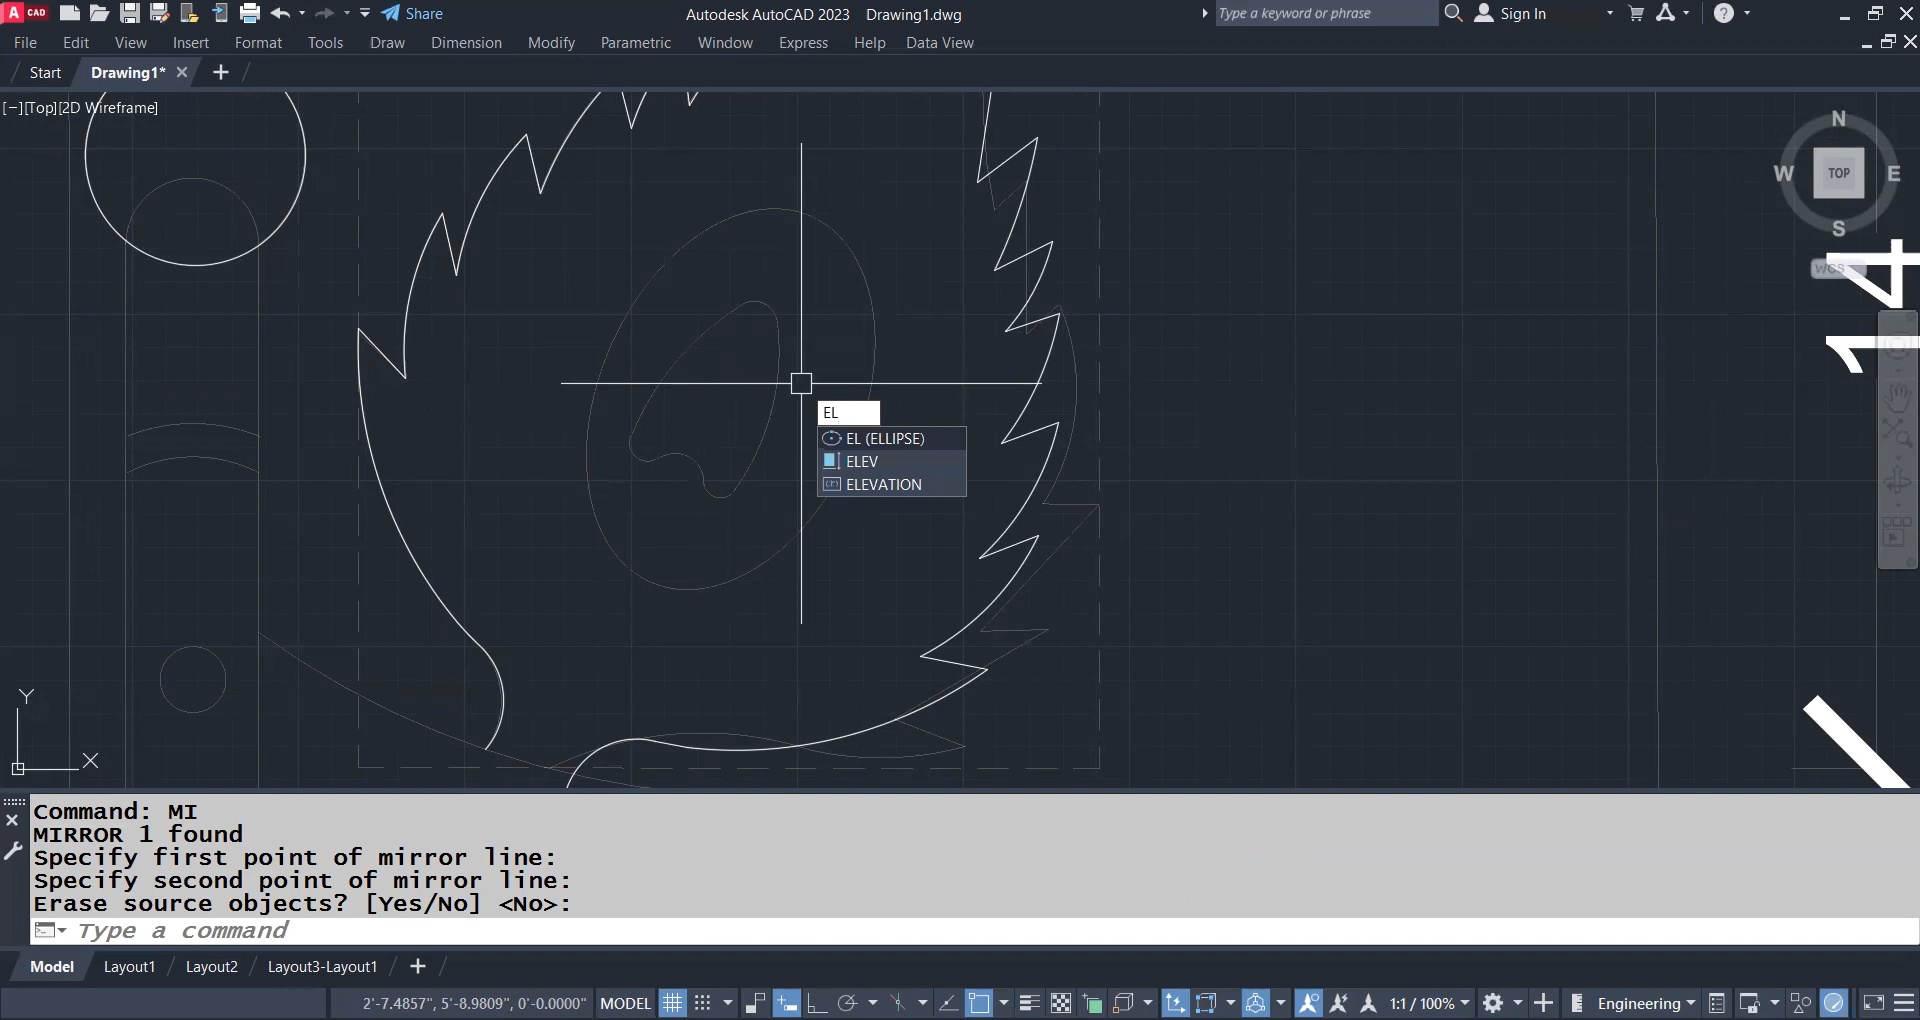 A CAD
Share
Autodesk AutoCAD 2023 Drawing1.dwg
Type a keyword or phrase
Sign In
File Edit View Insert Format Tools Draw Dimension Modify Parametric Window Express Help Data View
Start Drawing1*
[−][Top][2D Wireframe]
N
W TOP E
S
WCS
14
EL
EL (ELLIPSE)
ELEV
ELEVATION
Y
X
Command: MI
MIRROR 1 found
Specify first point of mirror line:
Specify second point of mirror line:
Erase source objects? [Yes/No] <No>:
Type a command
Model Layout1 Layout2 Layout3-Layout1
2'-7.4857", 5'-8.9809", 0'-0.0000" MODEL 1:1 / 100% Engineering